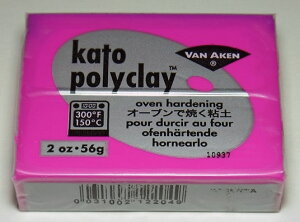 kato
polyclay™
VAN AKEN
®
300°F
150°C
oven hardening
オーブンで焼く粘土
pour durcir au four
ofenhärtende
hornearlo
2 oz・56g
10937